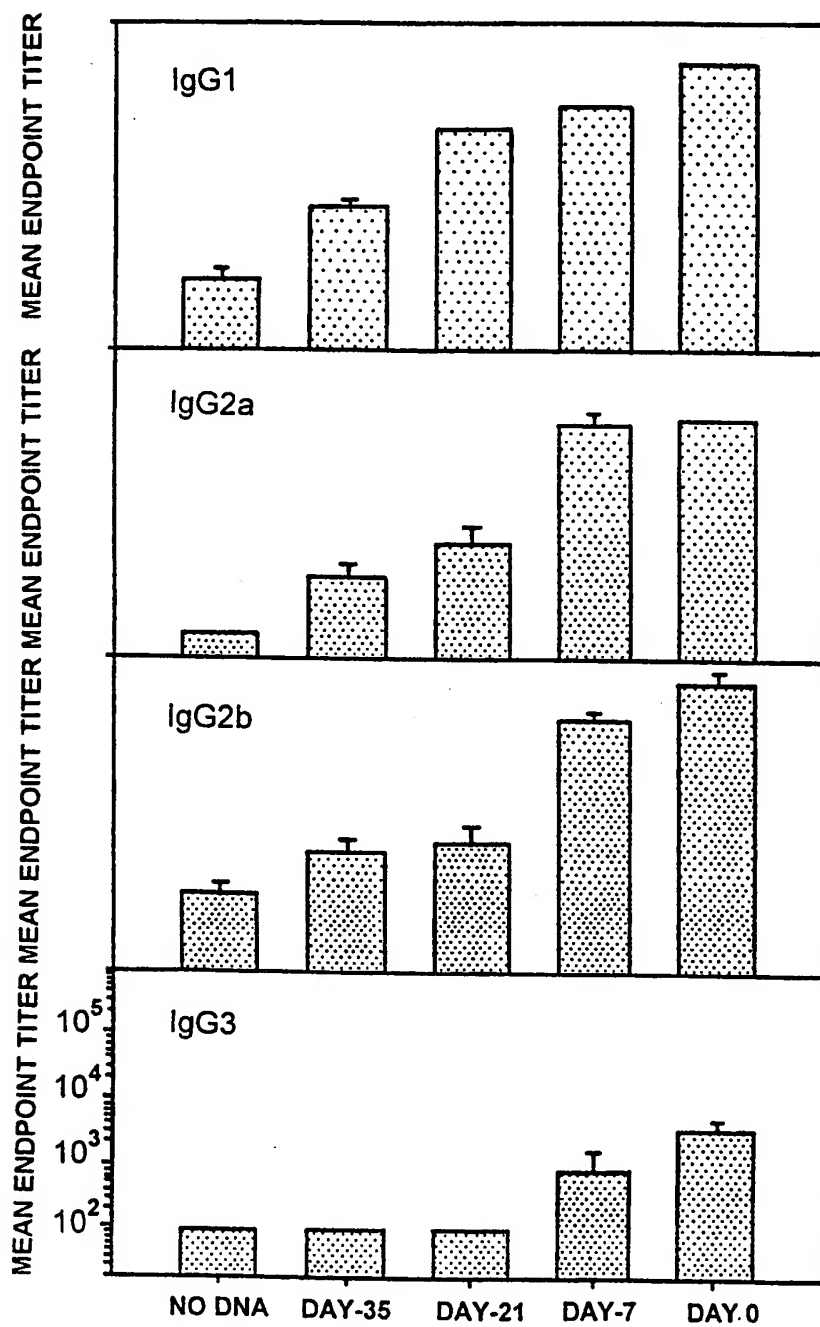 MEAN ENDPOINT TITER
IgG1
MEAN ENDPOINT TITER
IgG2a
MEAN ENDPOINT TITER
IgG2b
MEAN ENDPOINT TITER
IgG3
10⁵
10⁴
10³
10²
NO DNA DAY-35 DAY-21 DAY-7 DAY 0